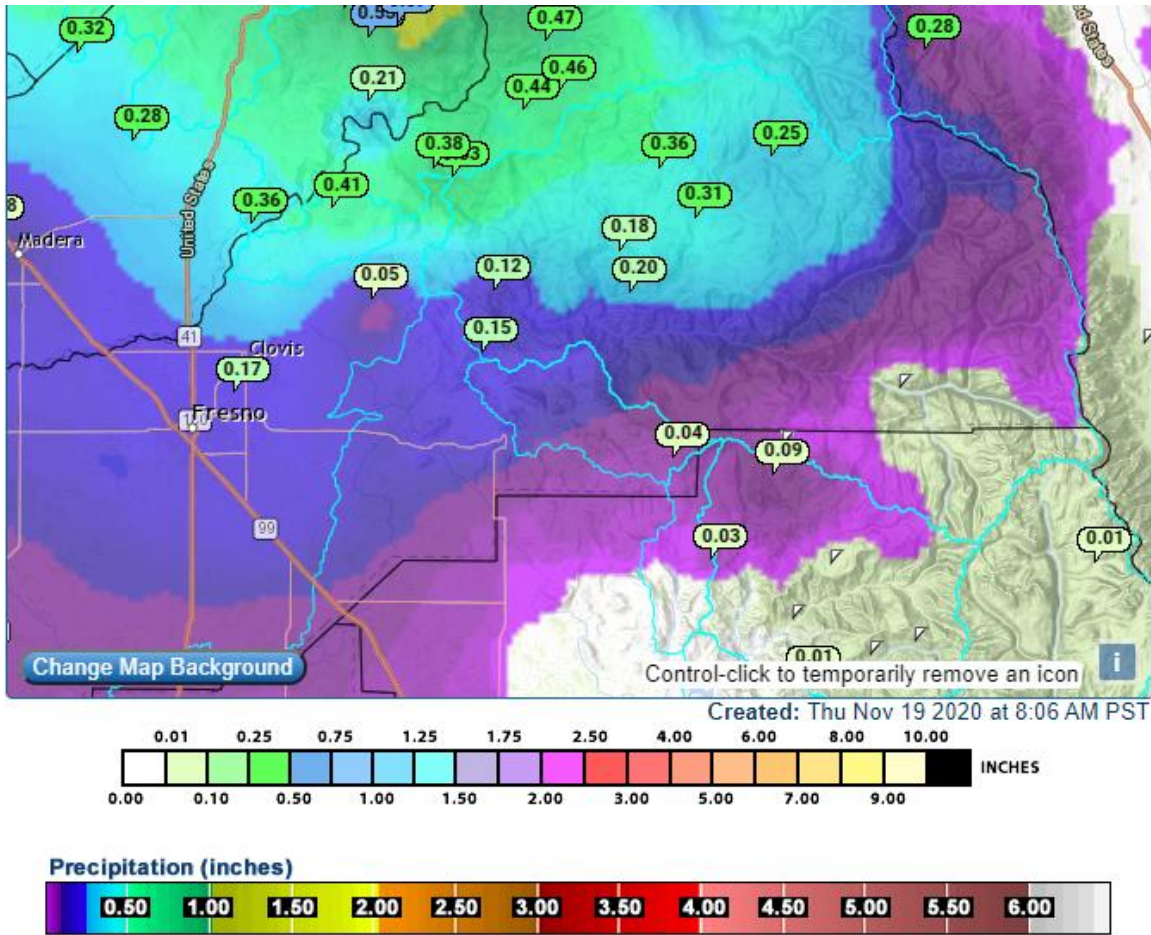 0.32
0.47
0.28
United States
0.21
0.46
0.44
0.28
0.38
0.36
0.25
0.41
0.36
0.31
United States
8
0.18
Madera
0.05
0.12
0.20
41
0.15
Clovis
0.17
Fresno
0.04
0.09
99
0.03
0.01
0.01
Change Map Background
Control-click to temporarily remove an icon
i
Created: Thu Nov 19 2020 at 8:06 AM PST
0.01 0.25 0.75 1.25 1.75 2.50 4.00 6.00 8.00 10.00
INCHES
0.00 0.10 0.50 1.00 1.50 2.00 3.00 5.00 7.00 9.00
Precipitation (inches)
0.50 1.00 1.50 2.00 2.50 3.00 3.50 4.00 4.50 5.00 5.50 6.00